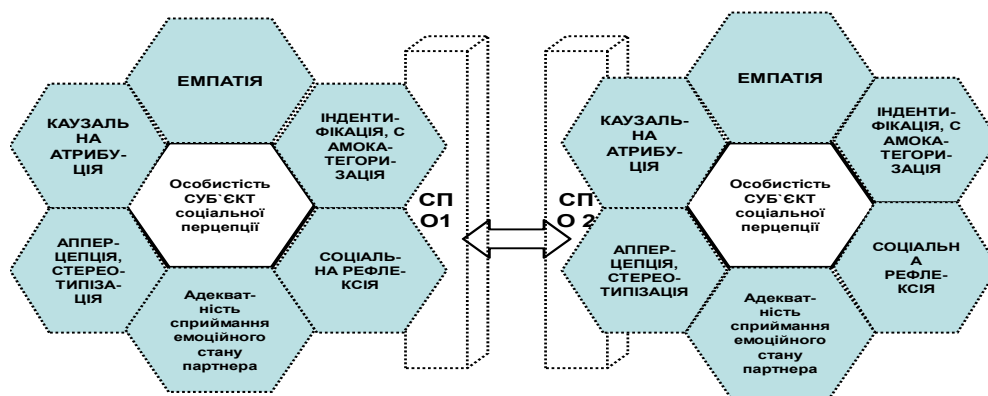 ЕМПАТІЯ
КАУЗАЛЬ
НА
АТРИБУ-
ЦІЯ
ІНДЕНТИ-
ФІКАЦІЯ, С
АМОКА-
ТЕГОРИ-
ЗАЦІЯ
Особистість
СУБ`ЄКТ
соціальної
перцепції
АППЕР-
ЦЕПЦІЯ,
СТЕРЕО-
ТИПІЗА-
ЦІЯ
СОЦІАЛЬ-
НА РЕФЛЕ-
КСІЯ
Адекват-
ність
сприймання
емоційного
стану
партнера
СП
О1
СП
О 2
ЕМПАТІЯ
КАУЗАЛЬ-
НА
АТРИБУ-
ЦІЯ
ІНДЕНТИ-
ФІКАЦІЯ, С
АМОКА-
ТЕГОРИ-
ЗАЦІЯ
Особистість
СУБ`ЄКТ
соціальної
перцепції
АППЕР-
ЦЕПЦІЯ,
СТЕРЕО-
ТИПІЗАЦІЯ
СОЦІАЛЬН
А
РЕФЛЕ-
КСІЯ
Адекват-
ність
сприймання
емоційного
стану
партнера